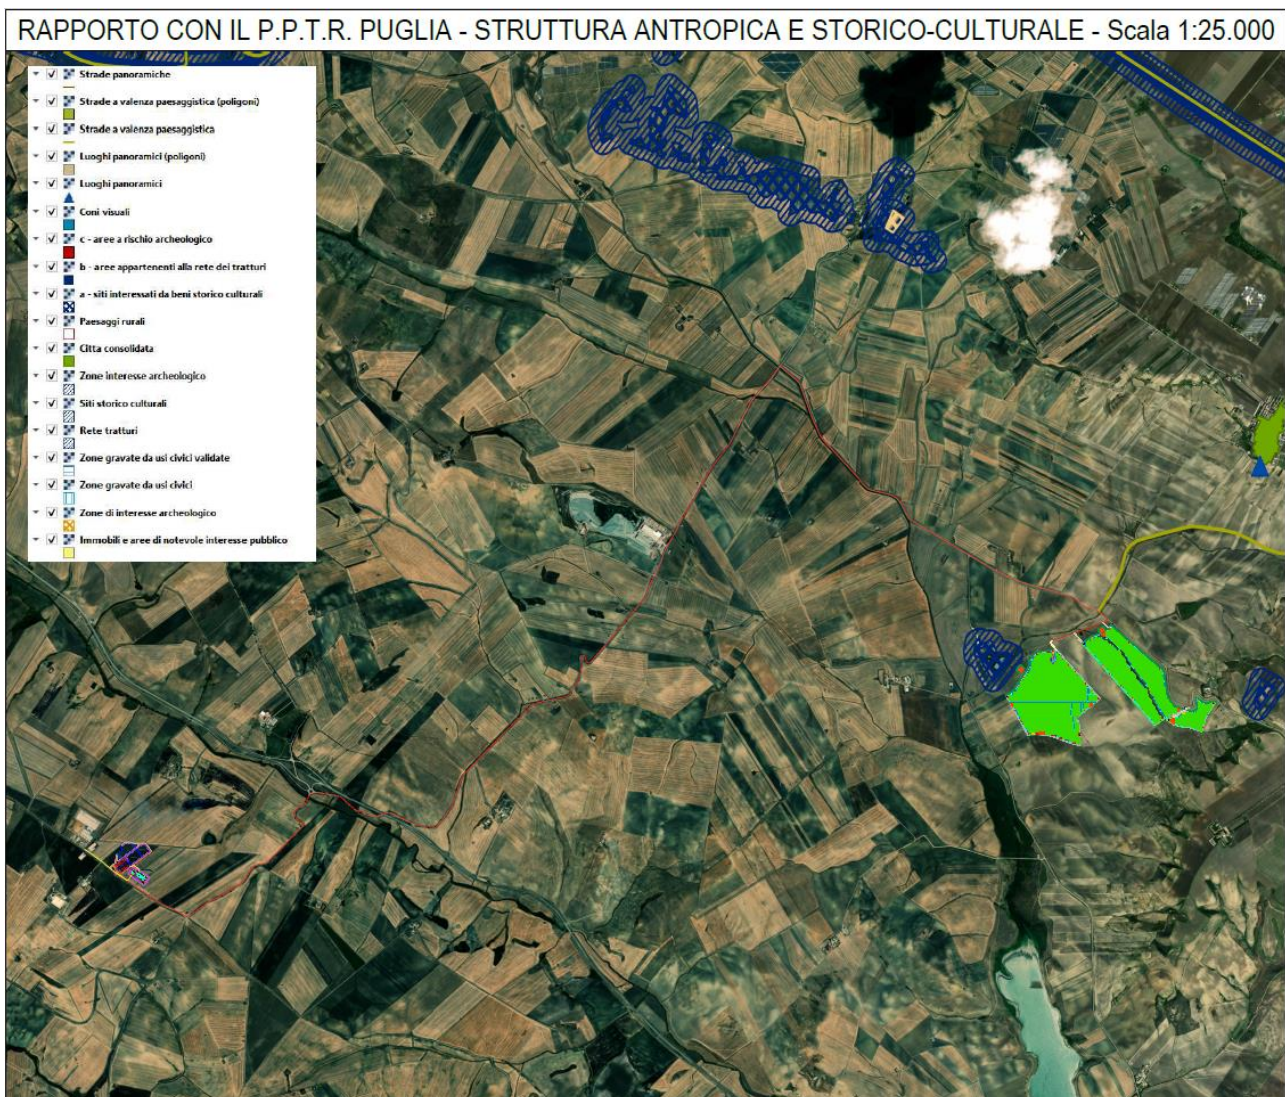 RAPPORTO CON IL P.P.T.R. PUGLIA - STRUTTURA ANTROPICA E STORICO-CULTURALE - Scala 1:25.000
Strade panoramiche
Strade a valenza paesaggistica (poligoni)
Strade a valenza paesaggistica
Luoghi panoramici (poligoni)
Luoghi panoramici
Coni visuali
c - aree a rischio archeologico
b - aree appartenenti alla rete dei tratturi
a - siti interessati da beni storico culturali
Paesaggi rurali
Citta consolidata
Zone interesse archeologico
Siti storico culturali
Rete tratturi
Zone gravate da usi civici validate
Zone gravate da usi civici
Zone di interesse archeologico
Immobili e aree di notevole interesse pubblico